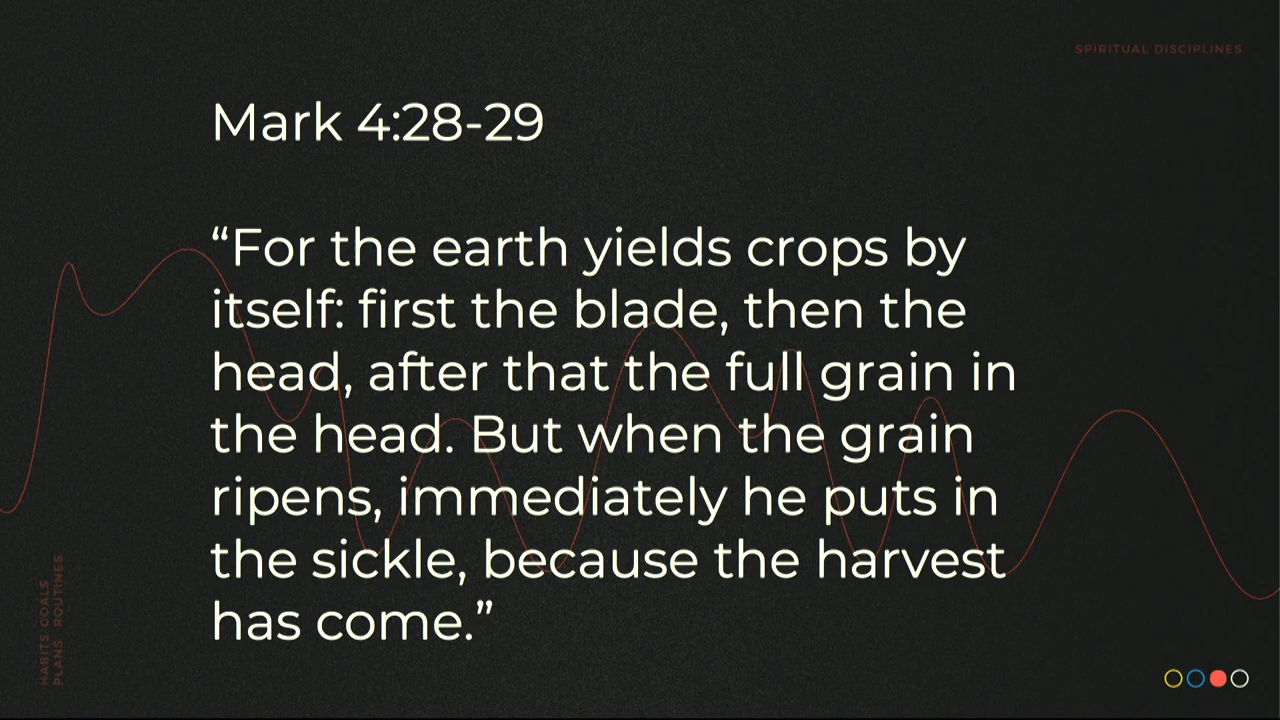 SPIRITUAL DISCIPLINES
Mark 4:28-29
“For the earth yields crops by
itself: first the blade, then the
head, after that the full grain in
the head. But when the grain
ripens, immediately he puts in
the sickle, because the harvest
has come.”
HABITS GOALS
PLANS ROUTINES